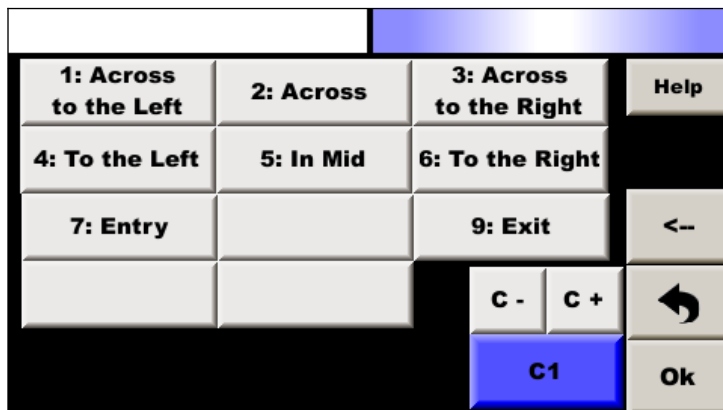 1: Across
to the Left
2: Across
3: Across
to the Right
Help
4: To the Left
5: In Mid
6: To the Right
7: Entry
9: Exit
<--
C -
C +
C1
Ok